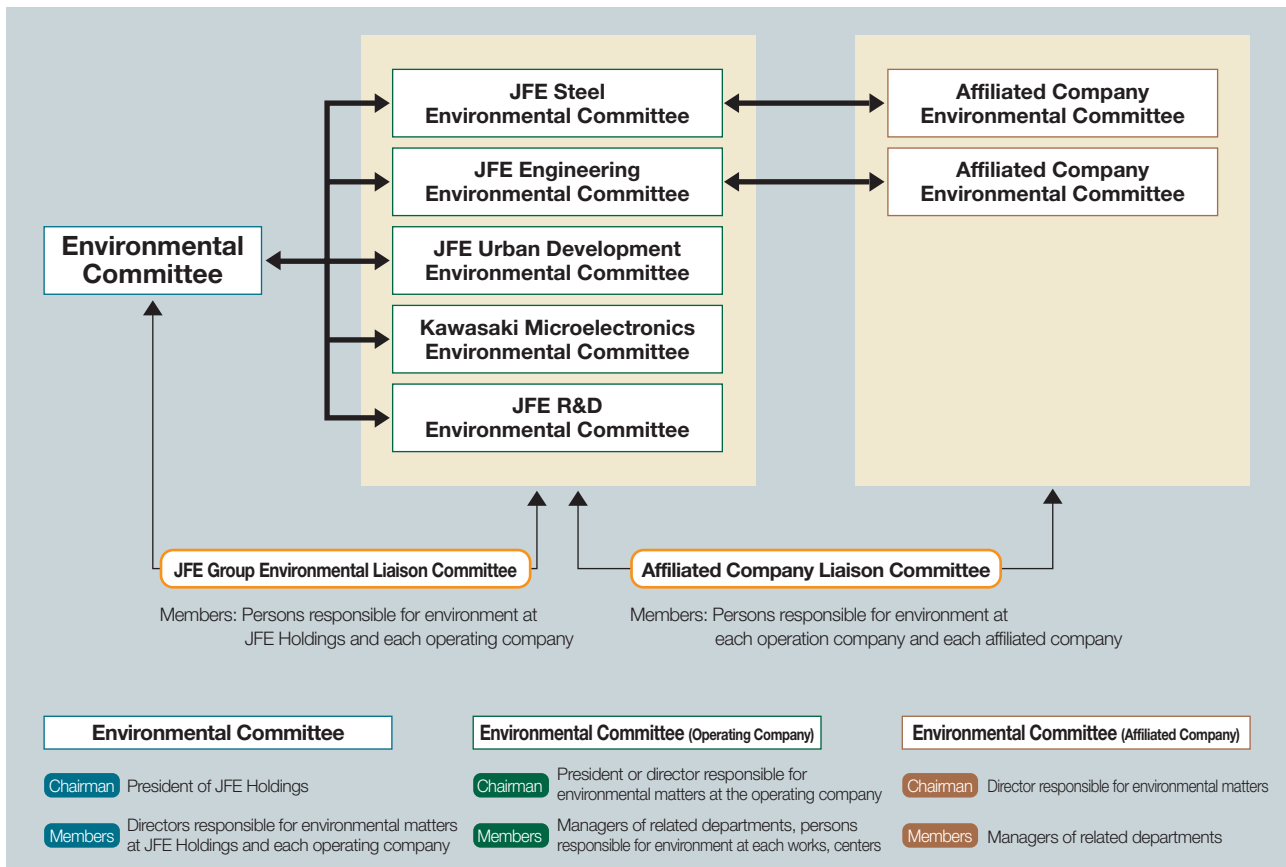 JFE Steel
Environmental Committee
Affiliated Company
Environmental Committee
JFE Engineering
Environmental Committee
Affiliated Company
Environmental Committee
Environmental
Committee
JFE Urban Development
Environmental Committee
Kawasaki Microelectronics
Environmental Committee
JFE R&D
Environmental Committee
JFE Group Environmental Liaison Committee
Members: Persons responsible for environment at
JFE Holdings and each operating company
Affiliated Company Liaison Committee
Members: Persons responsible for environment at
each operation company and each affiliated company
Environmental Committee
Chairman President of JFE Holdings
Members Directors responsible for environmental matters
at JFE Holdings and each operating company
Environmental Committee (Operating Company)
Chairman President or director responsible for
environmental matters at the operating company
Members Managers of related departments, persons
responsible for environment at each works, centers
Environmental Committee (Affiliated Company)
Chairman Director responsible for environmental matters
Members Managers of related departments